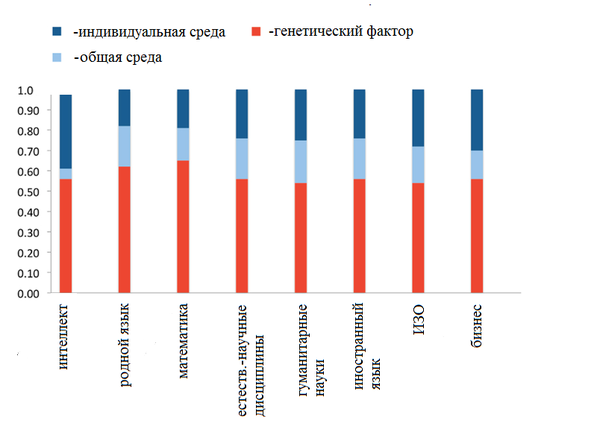 -индивидуальная среда
-генетический фактор
-общая среда
1.0
0.90
0.80
0.70
0.60
0.50
0.40
0.30
0.20
0.10
0.00
интеллект
родной язык
математика
естеств.-научные
дисциплины
гуманитарные
науки
иностранный
язык
ИЗО
бизнес